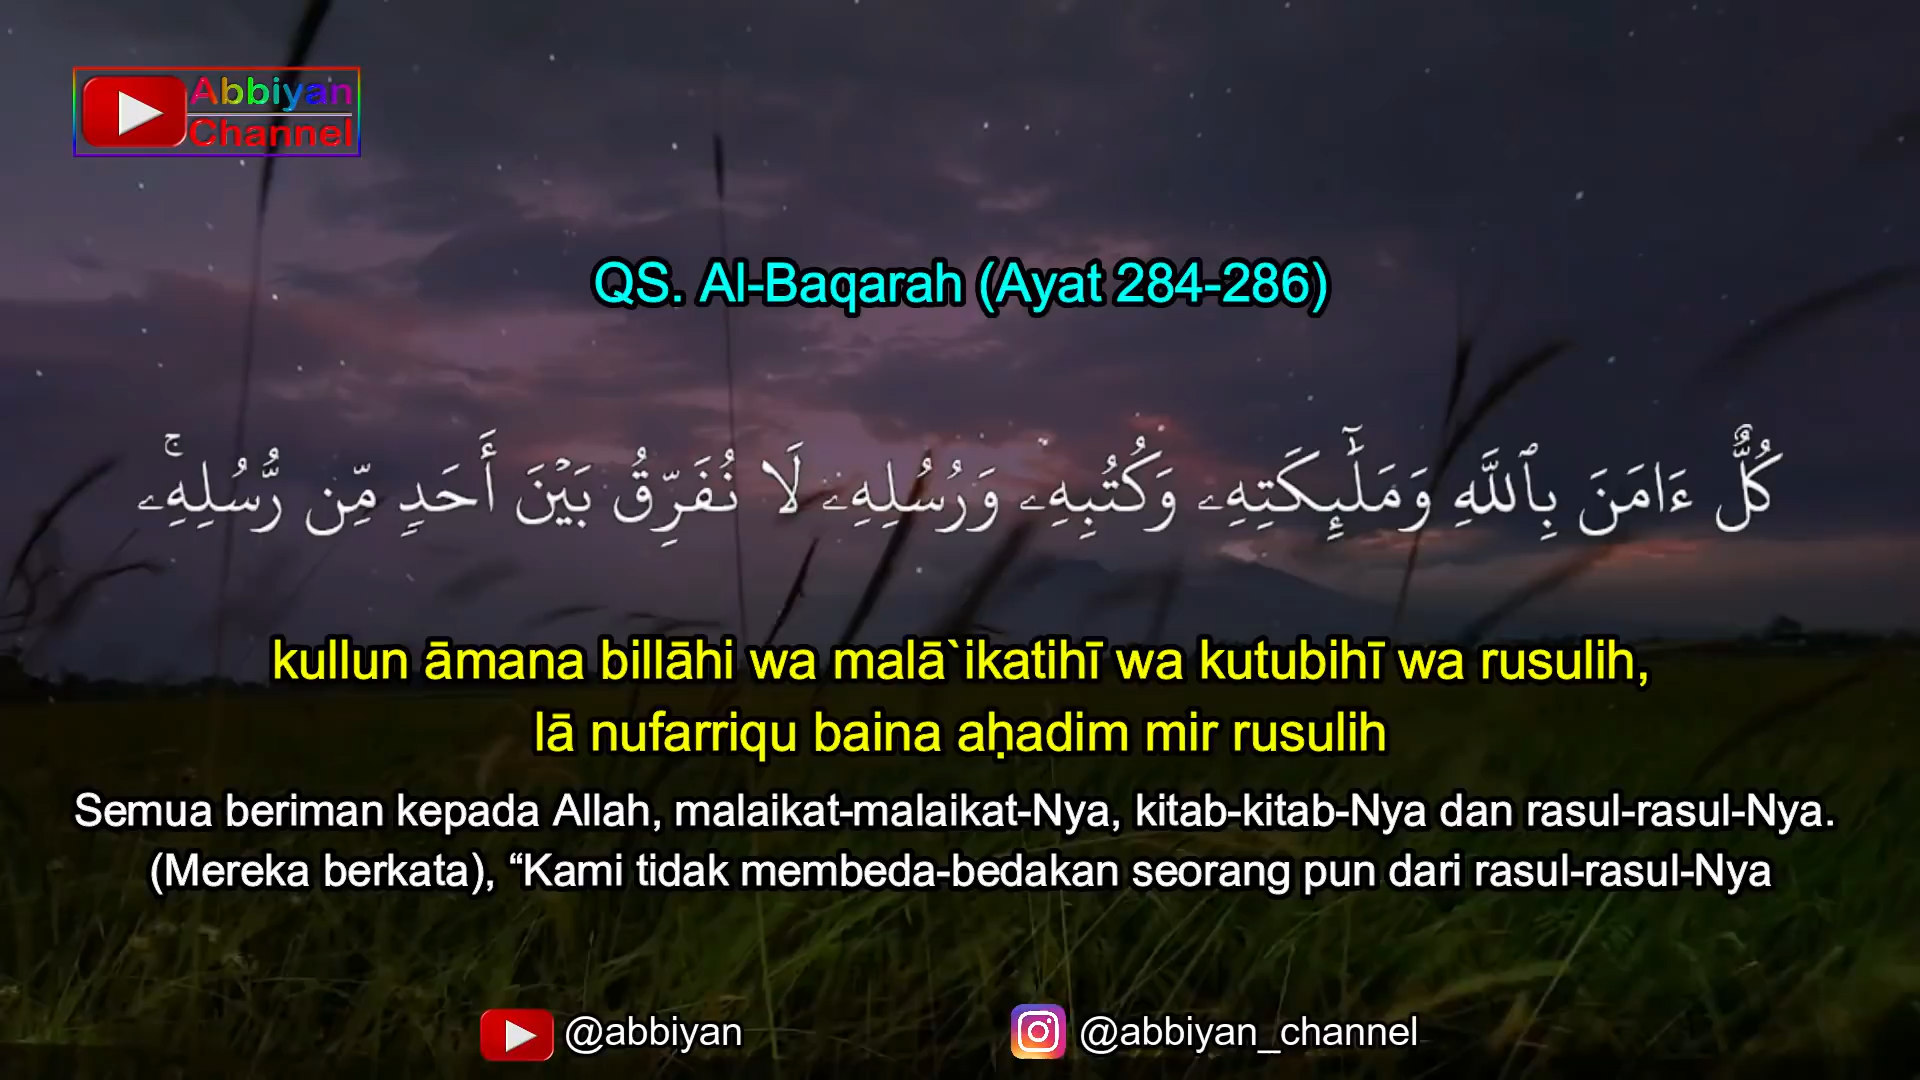 Abbiyan
Channel
QS. Al-Baqarah (Ayat 284-286)
كُلٌّ ءَامَنَ بِٱللَّهِ وَمَلَـٰٓئِكَتِهِۦ وَكُتُبِهِۦ وَرُسُلِهِۦ لَا نُفَرِّقُ بَيْنَ أَحَدٍ مِّن رُّسُلِهِۦ ۚ
kullun āmana billāhi wa malā`ikatihī wa kutubihī wa rusulih,
lā nufarriqu baina aḥadim mir rusulih
Semua beriman kepada Allah, malaikat-malaikat-Nya, kitab-kitab-Nya dan rasul-rasul-Nya.
(Mereka berkata), “Kami tidak membeda-bedakan seorang pun dari rasul-rasul-Nya
@abbiyan
@abbiyan_channel